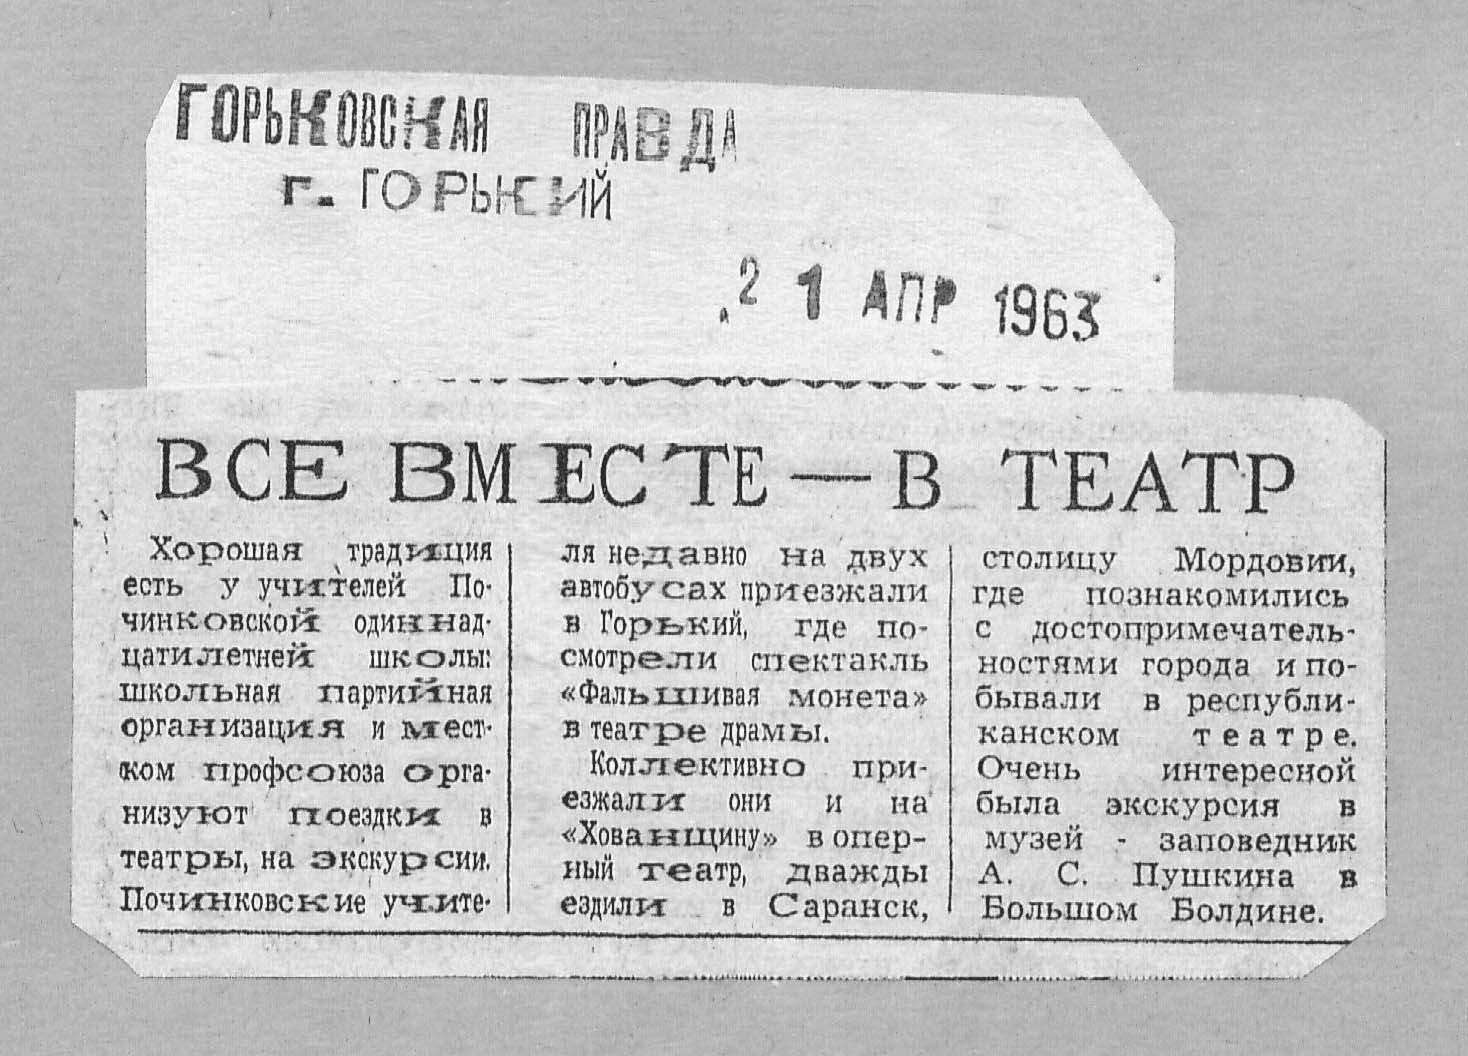 ГОРЬКОВСКАЯ ПРАВДА
г. ГОРЬКИЙ
21 АПР 1963
ВСЕ ВМЕСТЕ — В ТЕАТР
Хорошая традиция
есть у учителей По-
чинковской одиннад-
цатилетней школы:
школьная партийная
организация и мест-
ком профсоюза орга-
низуют поездки в
театры, на экскурсии.
Починковские учите-
ля недавно на двух
автобусах приезжали
в Горький, где по-
смотрели спектакль
«Фальшивая монета»
в театре драмы.
Коллективно при-
езжали они и на
«Хованщину» в опер-
ный театр, дважды
ездили в Саранск,
столицу Мордовии,
где познакомились
с достопримечатель-
ностями города и по-
бывали в республи-
канском театре.
Очень интересной
была экскурсия в
музей - заповедник
А. С. Пушкина в
Большом Болдине.